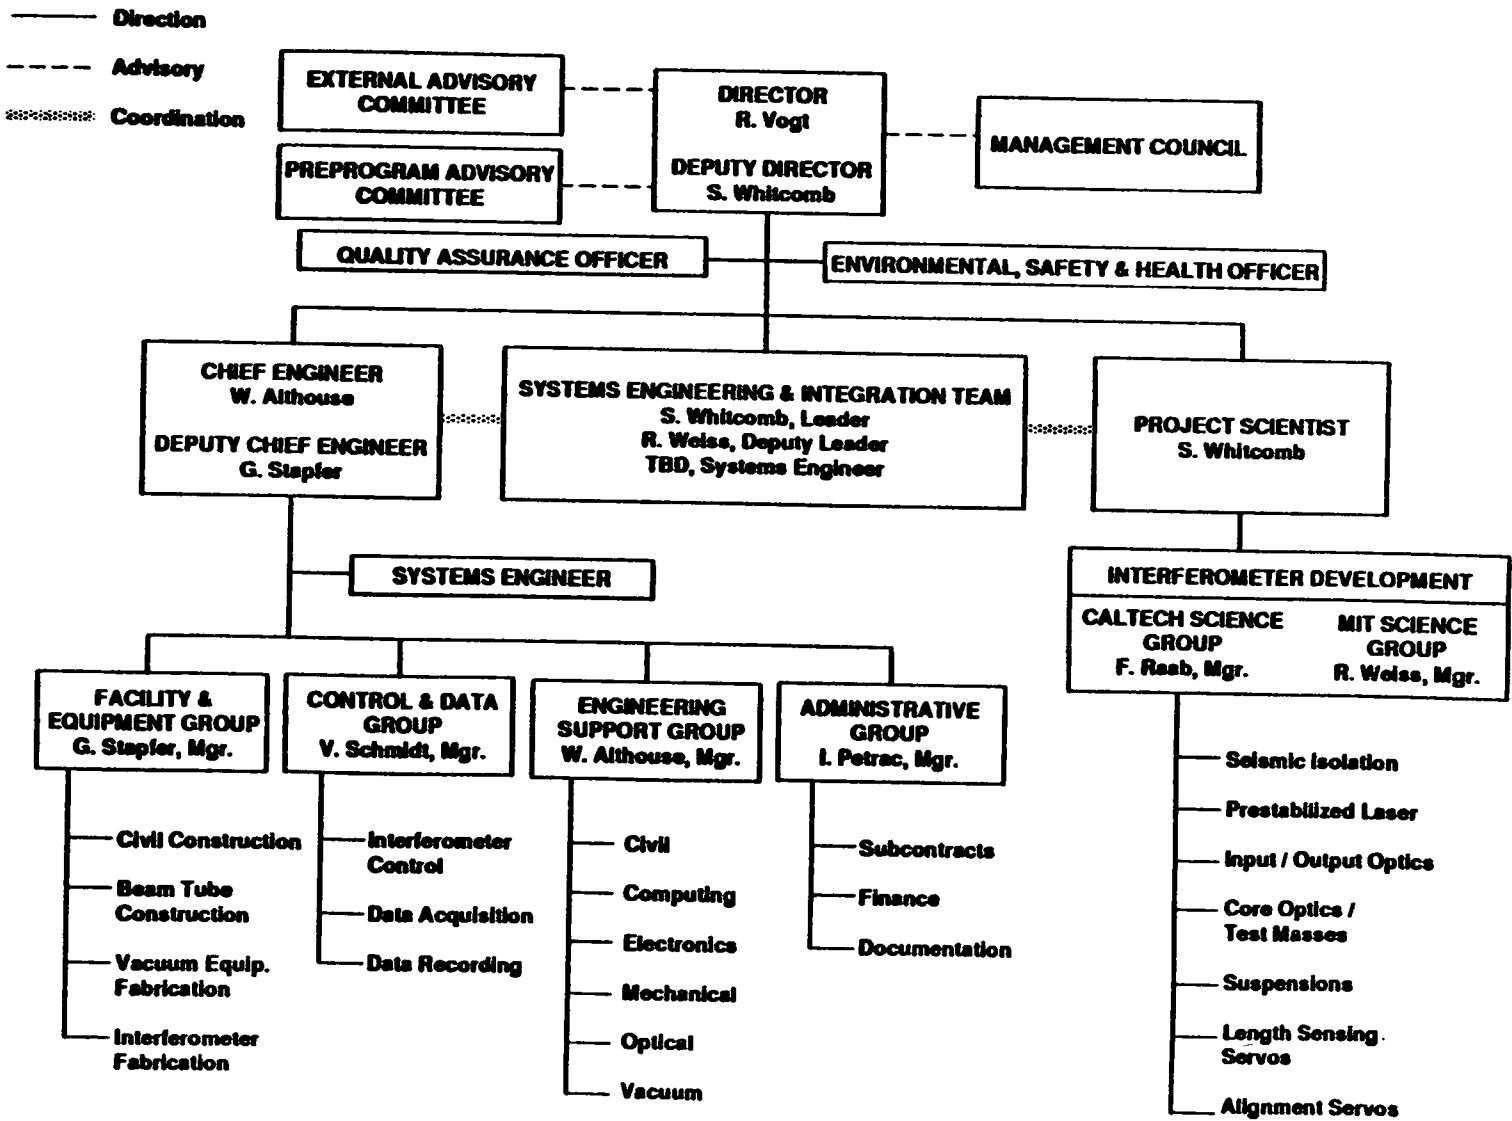 Direction
Advisory
Coordination
EXTERNAL ADVISORY
COMMITTEE
PREPROGRAM ADVISORY
COMMITTEE
DIRECTOR
R. Vogt
DEPUTY DIRECTOR
S. Whitcomb
MANAGEMENT COUNCIL
QUALITY ASSURANCE OFFICER
ENVIRONMENTAL, SAFETY & HEALTH OFFICER
CHIEF ENGINEER
W. Althouse
DEPUTY CHIEF ENGINEER
G. Stapfer
SYSTEMS ENGINEERING & INTEGRATION TEAM
S. Whitcomb, Leader
R. Weiss, Deputy Leader
TBD, Systems Engineer
PROJECT SCIENTIST
S. Whitcomb
SYSTEMS ENGINEER
INTERFEROMETER DEVELOPMENT
CALTECH SCIENCE
GROUP
F. Raab, Mgr.
MIT SCIENCE
GROUP
R. Weiss, Mgr.
FACILITY &
EQUIPMENT GROUP
G. Stapfer, Mgr.
Civil Construction
Beam Tube
Construction
Vacuum Equip.
Fabrication
Interferometer
Fabrication
CONTROL & DATA
GROUP
V. Schmidt, Mgr.
Interferometer
Control
Data Acquisition
Data Recording
ENGINEERING
SUPPORT GROUP
W. Althouse, Mgr.
Civil
Computing
Electronics
Mechanical
Optical
Vacuum
ADMINISTRATIVE
GROUP
I. Petrac, Mgr.
Subcontracts
Finance
Documentation
Seismic Isolation
Prestabilized Laser
Input / Output Optics
Core Optics /
Test Masses
Suspensions
Length Sensing
Servos
Alignment Servos